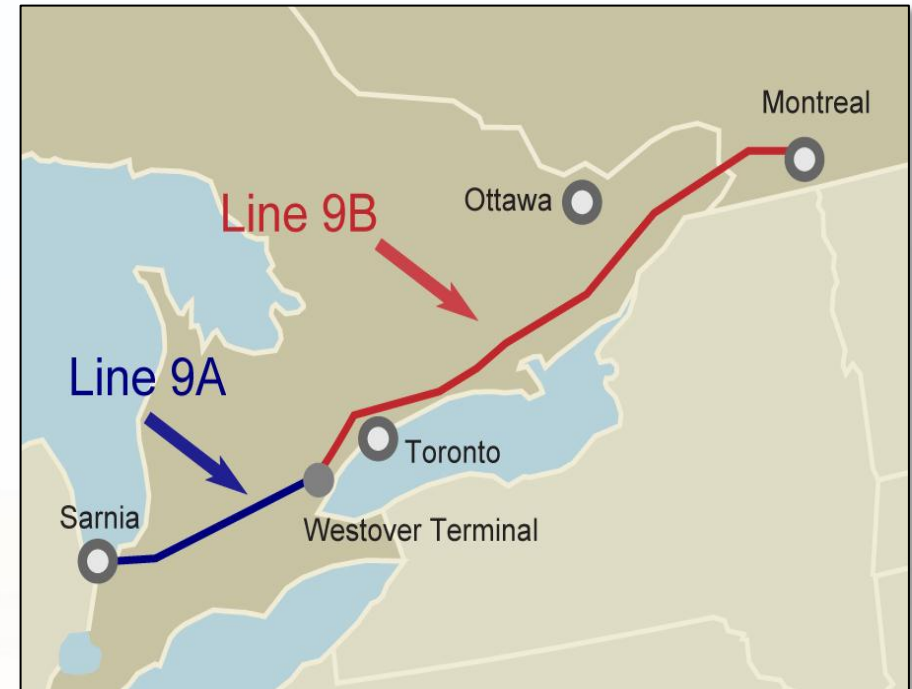 Montreal
Ottawa
Line 9B
Line 9A
Toronto
Sarnia
Westover Terminal